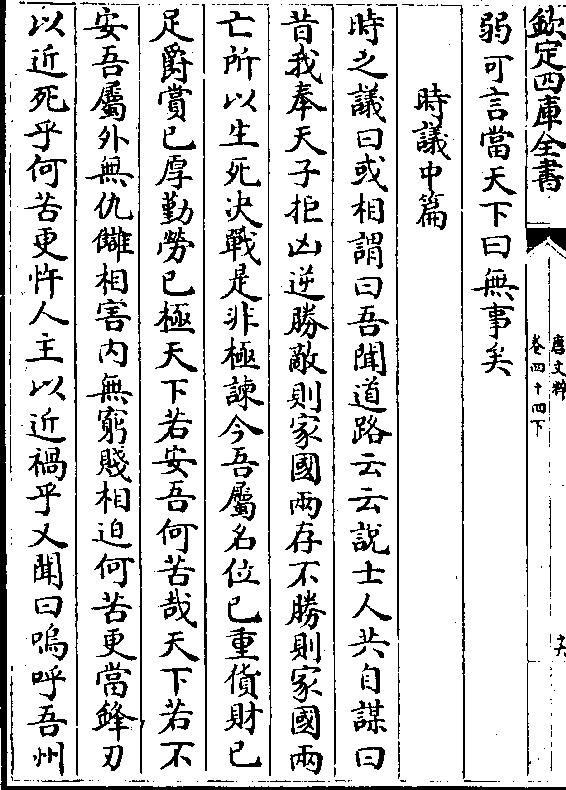 欽定四庫全書
唐文粹
卷四十四下
弱可言當天下曰無事矣
時議中篇
時之議曰或相謂曰吾聞道路云云說士人共自謀曰
昔我奉天子拒凶逆勝敵則家國兩存不勝則家國兩
亡所以生死决戰是非極諫今吾屬名位已重貨財已
足爵賞已厚勤勞已極天下若安吾何苦哉天下若不
安吾屬外無仇讎相害内無窮賤相迫何苦更當鋒刃
以近死乎何苦更忤人主以近禍乎又聞曰嗚呼吾州